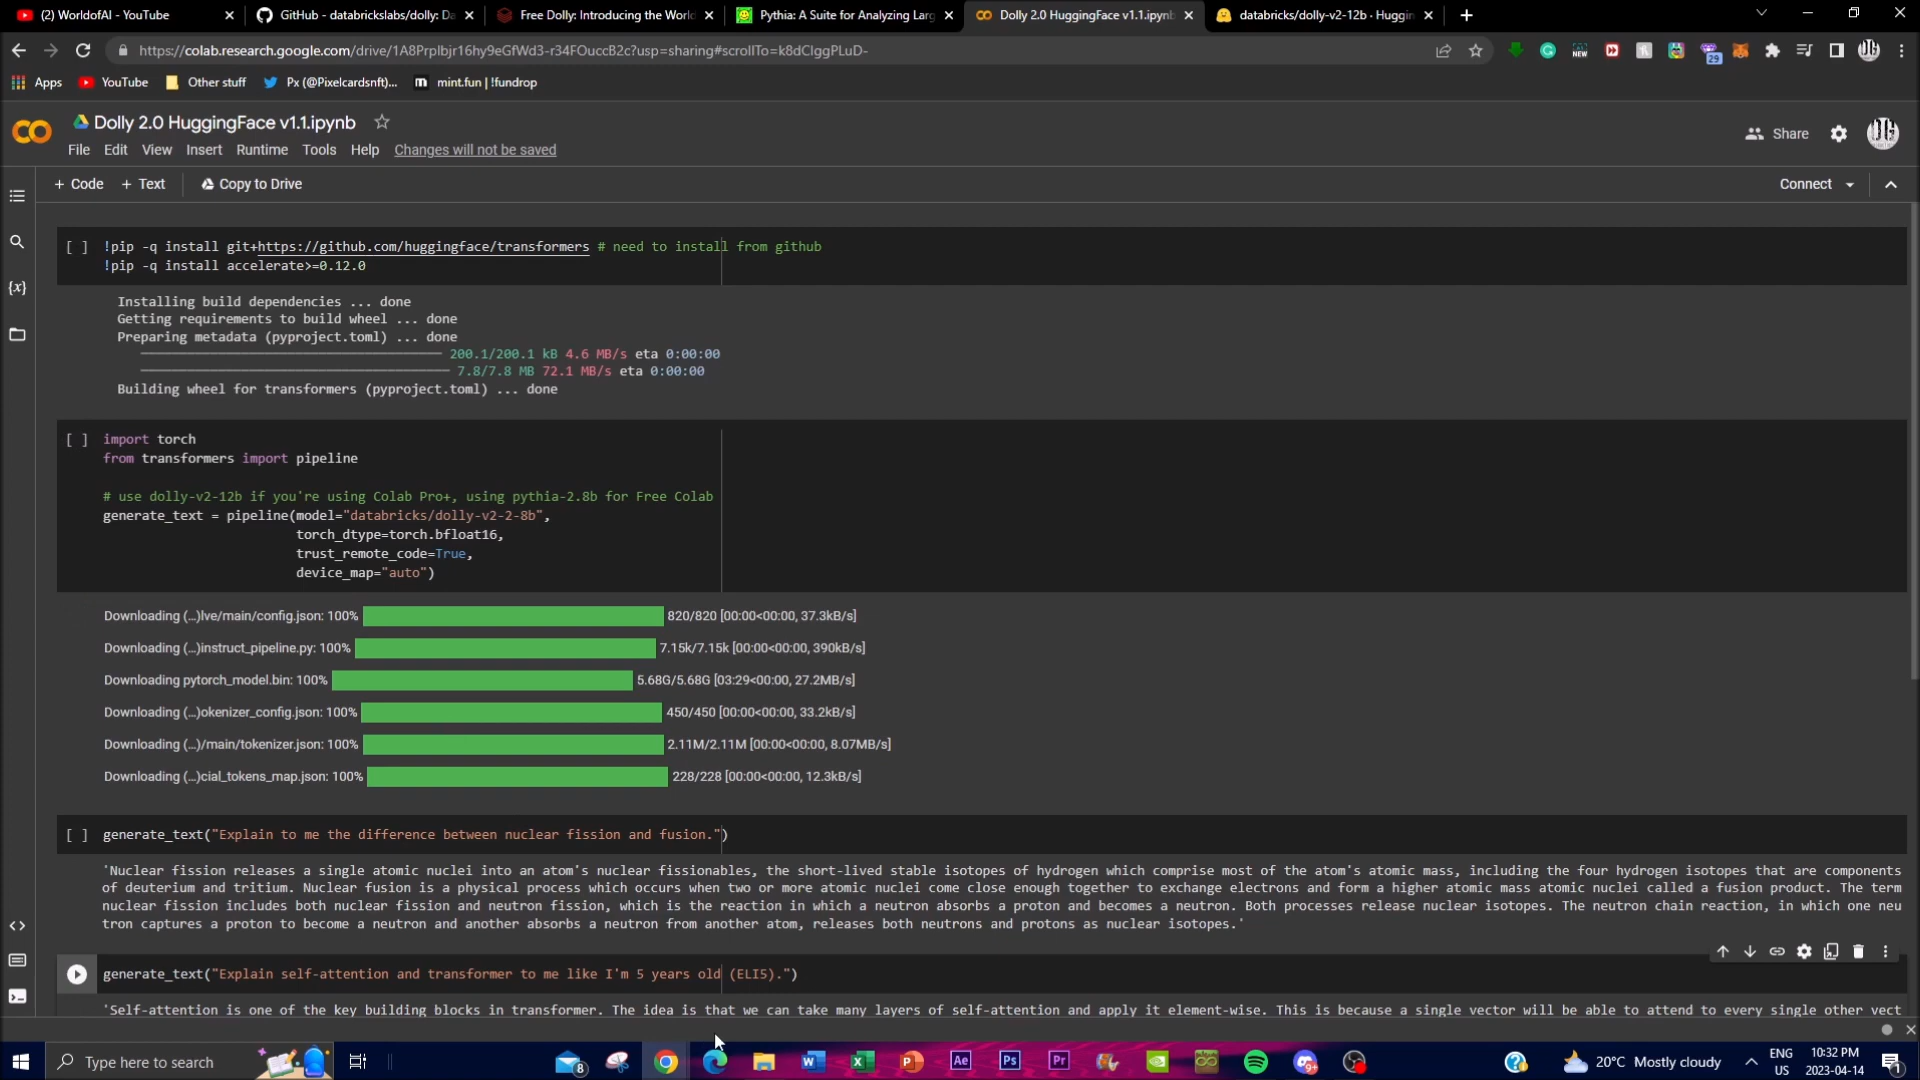 (2) WorldofAI - YouTube
GitHub - databrickslabs/dolly: Da
Free Dolly: Introducing the Worl
Pythia: A Suite for Analyzing Larg
Dolly 2.0 HuggingFace v1.1.ipynb
databricks/dolly-v2-12b · Huggin
https://colab.research.google.com/drive/1A8Prplbjr16hy9eGfWd3-r34FOuccB2c?usp=sharing#scrollTo=k8dCIggPLuD-
29
Apps
YouTube
Other stuff
Px (@Pixelcardsnft)...
m mint.fun | !fundrop
Dolly 2.0 HuggingFace v1.1.ipynb
Share
File Edit View Insert Runtime Tools Help Changes will not be saved
+ Code + Text Copy to Drive
Connect
[ ] !pip -q install git+https://github.com/huggingface/transformers # need to install from github
!pip -q install accelerate>=0.12.0
{x}
Installing build dependencies ... done
Getting requirements to build wheel ... done
Preparing metadata (pyproject.toml) ... done
200.1/200.1 kB 4.6 MB/s eta 0:00:00
7.8/7.8 MB 72.1 MB/s eta 0:00:00
Building wheel for transformers (pyproject.toml) ... done
[ ] import torch
from transformers import pipeline
# use dolly-v2-12b if you're using Colab Pro+, using pythia-2.8b for Free Colab
generate_text = pipeline(model="databricks/dolly-v2-2-8b",
torch_dtype=torch.bfloat16,
trust_remote_code=True,
device_map="auto")
Downloading (…)lve/main/config.json: 100% 820/820 [00:00<00:00, 37.3kB/s]
Downloading (…)instruct_pipeline.py: 100% 7.15k/7.15k [00:00<00:00, 390kB/s]
Downloading pytorch_model.bin: 100% 5.68G/5.68G [03:29<00:00, 27.2MB/s]
Downloading (…)okenizer_config.json: 100% 450/450 [00:00<00:00, 33.2kB/s]
Downloading (…)/main/tokenizer.json: 100% 2.11M/2.11M [00:00<00:00, 8.07MB/s]
Downloading (…)cial_tokens_map.json: 100% 228/228 [00:00<00:00, 12.3kB/s]
[ ] generate_text("Explain to me the difference between nuclear fission and fusion.")
'Nuclear fission releases a single atomic nuclei into an atom's nuclear fissionables, the short-lived stable isotopes of hydrogen which comprise most of the atom's atomic mass, including the four hydrogen isotopes that are components
of deuterium and tritium. Nuclear fusion is a physical process which occurs when two or more atomic nuclei come close enough together to exchange electrons and form a higher atomic mass atomic nuclei called a fusion product. The term
nuclear fission includes both nuclear fission and neutron fission, which is the reaction in which a neutron absorbs a proton and becomes a neutron. Both processes release nuclear isotopes. The neutron chain reaction, in which one neu
tron captures a proton to become a neutron and another absorbs a neutron from another atom, releases both neutrons and protons as nuclear isotopes.'
generate_text("Explain self-attention and transformer to me like I'm 5 years old (ELI5).")
'Self-attention is one of the key building blocks in transformer. The idea is that we can take many layers of self-attention and apply it element-wise. This is because a single vector will be able to attend to every single other vect
Type here to search
8
W
Ae
Ps
Pr
9+
20°C Mostly cloudy
ENG
US
10:32 PM
2023-04-14
1